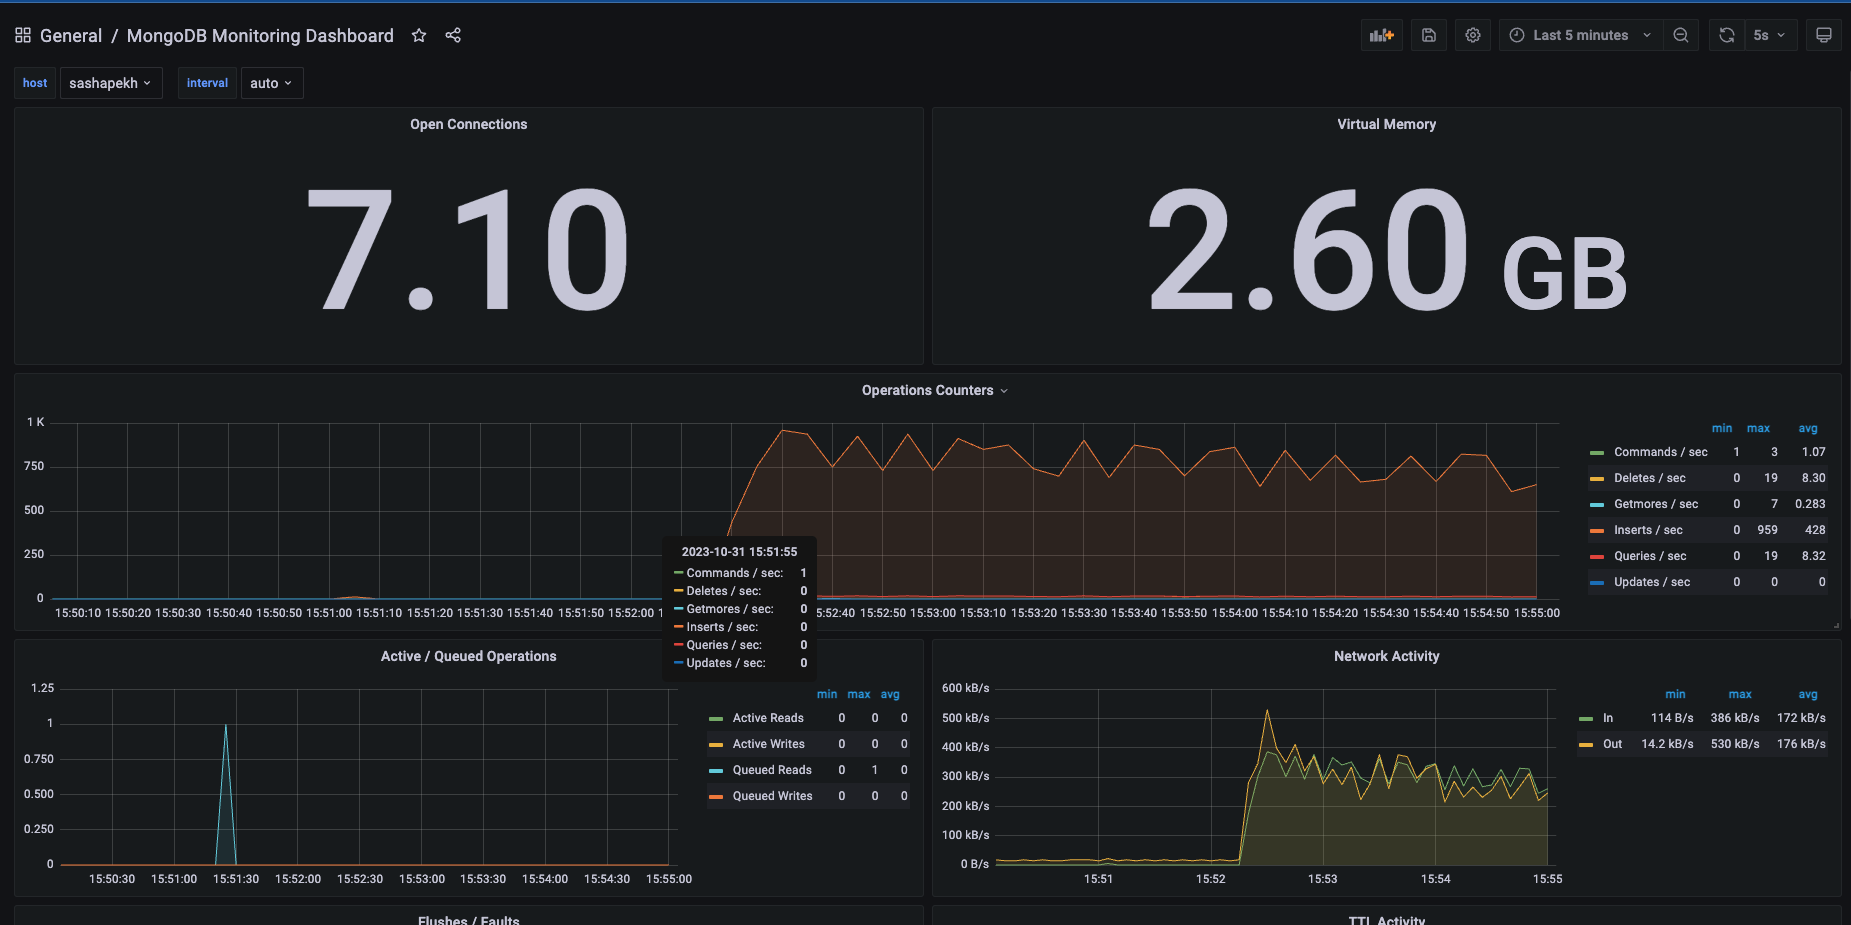 General / MongoDB Monitoring Dashboard
Last 5 minutes
5s
host sashapekh interval auto
Open Connections
7.10
Virtual Memory
2.60 GB
Operations Counters
1 K
750
500
250
0
15:50:10 15:50:20 15:50:30 15:50:40 15:50:50 15:51:00 15:51:10 15:51:20 15:51:30 15:51:40 15:51:50 15:52:00 :52:40 15:52:50 15:53:00 15:53:10 15:53:20 15:53:30 15:53:40 15:53:50 15:54:00 15:54:10 15:54:20 15:54:30 15:54:40 15:54:50 15:55:00
min max avg
Commands / sec 1 3 1.07
Deletes / sec 0 19 8.30
Getmores / sec 0 7 0.283
Inserts / sec 0 959 428
Queries / sec 0 19 8.32
Updates / sec 0 0 0
2023-10-31 15:51:55
Commands / sec: 1
Deletes / sec: 0
Getmores / sec: 0
Inserts / sec: 0
Queries / sec: 0
Updates / sec: 0
Active / Queued Operations
1.25
1
0.750
0.500
0.250
0
15:50:30 15:51:00 15:51:30 15:52:00 15:52:30 15:53:00 15:53:30 15:54:00 15:54:30 15:55:00
min max avg
Active Reads 0 0 0
Active Writes 0 0 0
Queued Reads 0 1 0
Queued Writes 0 0 0
Network Activity
600 kB/s
500 kB/s
400 kB/s
300 kB/s
200 kB/s
100 kB/s
0 B/s
15:51 15:52 15:53 15:54 15:55
min max avg
In 114 B/s 386 kB/s 172 kB/s
Out 14.2 kB/s 530 kB/s 176 kB/s
Flushes / Faults
TTL Activity